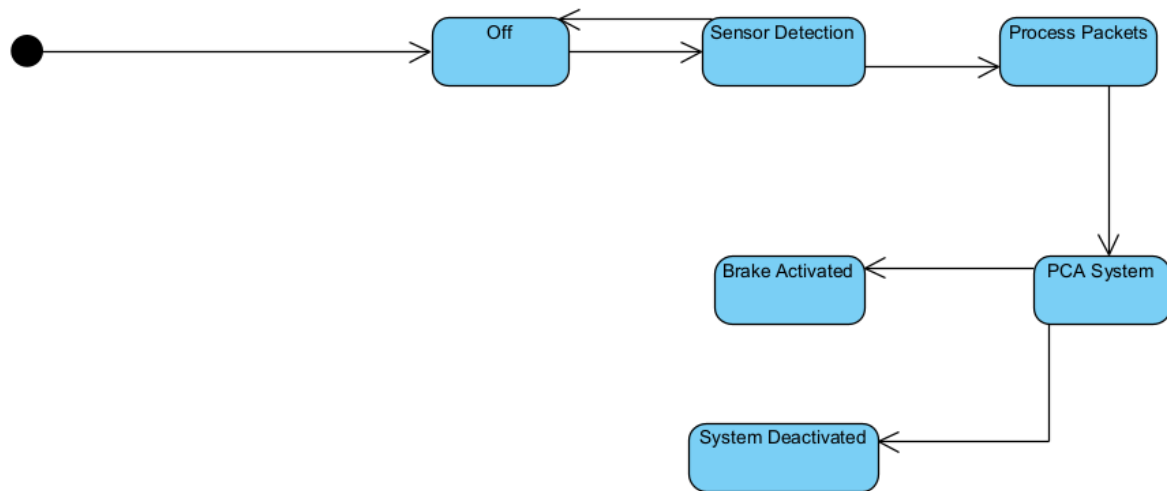 Off
Sensor Detection
Process Packets
Brake Activated
PCA System
System Deactivated